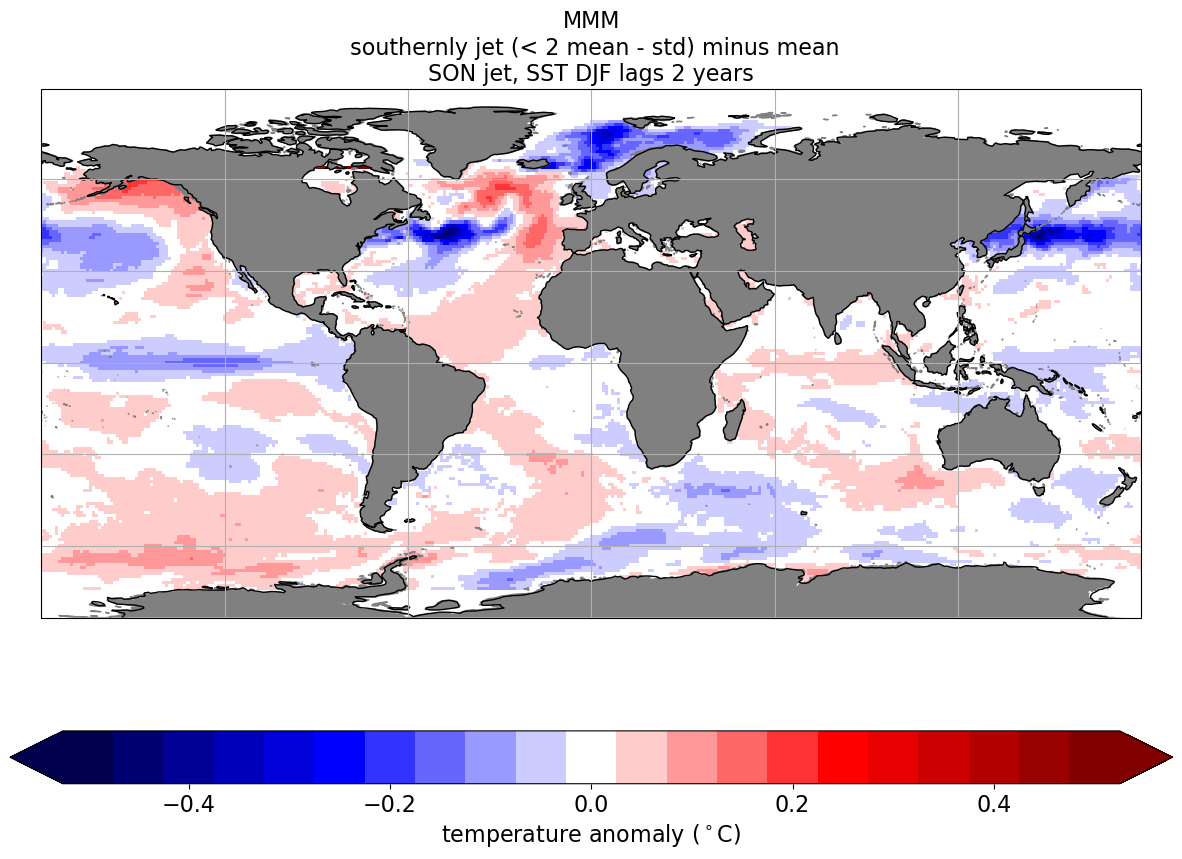 MMM
southernly jet (< 2 mean - std) minus mean
SON jet, SST DJF lags 2 years
−0.4 −0.2 0.0 0.2 0.4
temperature anomaly (°C)